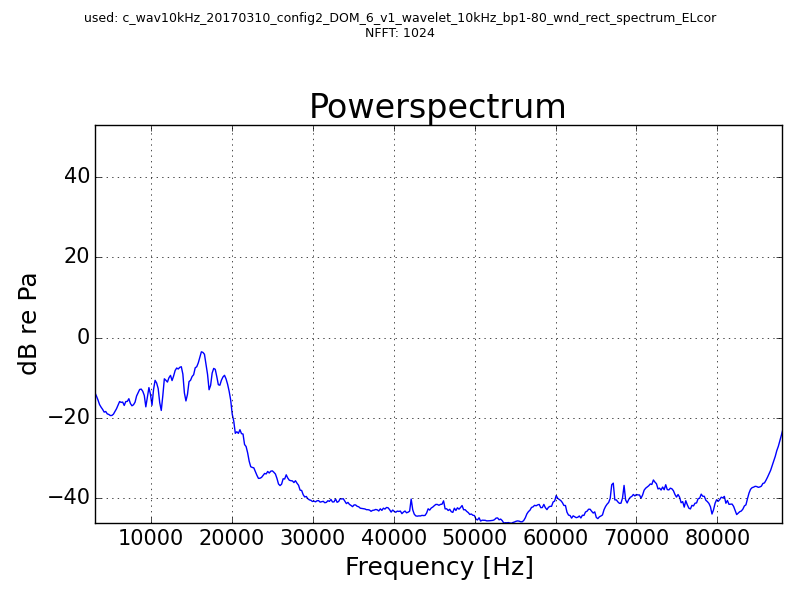 used: c_wav10kHz_20170310_config2_DOM_6_v1_wavelet_10kHz_bp1-80_wnd_rect_spectrum_ELcor
NFFT: 1024
Powerspectrum
dB re Pa
40
20
0
−20
−40
10000 20000 30000 40000 50000 60000 70000 80000
Frequency [Hz]